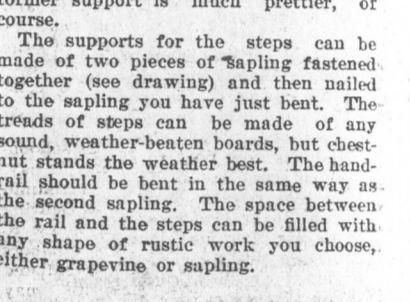 former support is much prettier, of
course.
The supports for the steps can be
made of two pieces of sapling fastened
together (see drawing) and then nailed
to the sapling you have just bent. The
treads of steps can be made of any
sound, weather-beaten boards, but chest-
nut stands the weather best. The hand-
rail should be bent in the same way as
the second sapling. The space between
the rail and the steps can be filled with
any shape of rustic work you choose,
either grapevine or sapling.